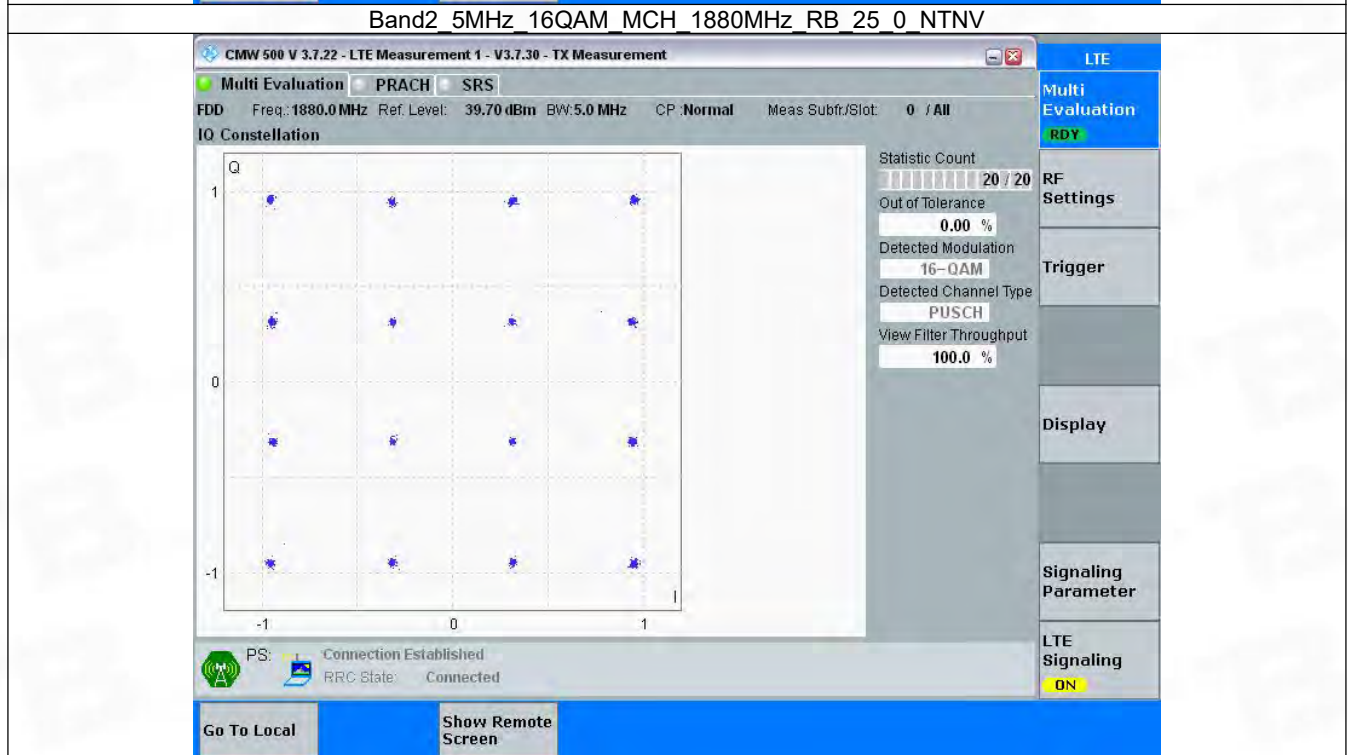 Band2_5MHz_16QAM_MCH_1880MHz_RB_25_0_NTNV
CMW 500 V 3.7.22 - LTE Measurement 1 - V3.7.30 - TX Measurement
LTE
Multi Evaluation PRACH SRS
Multi
Evaluation
RDY
FDD Freq.: 1880.0 MHz Ref. Level: 39.70 dBm BW: 5.0 MHz CP :Normal Meas Subfr./Slot: 0 / All
IQ Constellation
Q
1
0
-1
-1 0 1
I
Statistic Count
20 / 20
Out of Tolerance
0.00 %
Detected Modulation
16-QAM
Detected Channel Type
PUSCH
View Filter Throughput
100.0 %
RF
Settings
Trigger
Display
Signaling
Parameter
LTE
Signaling
ON
PS: Connection Established
RRC State: Connected
Go To Local
Show Remote
Screen